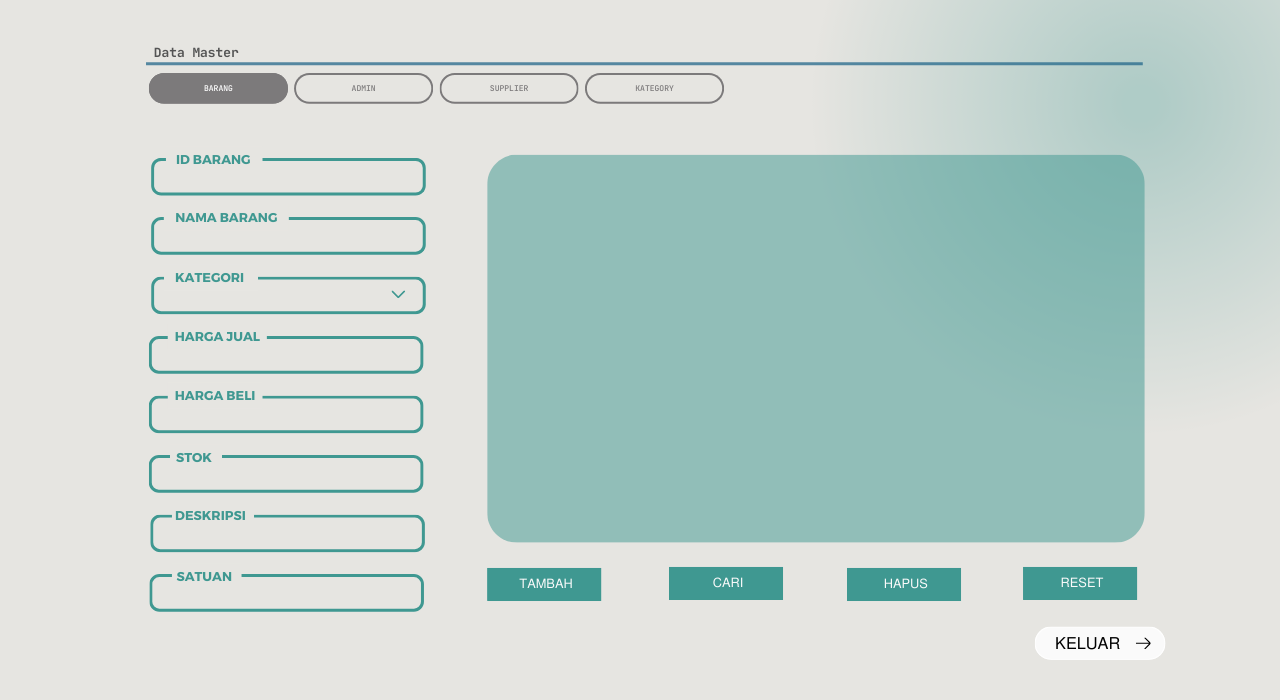 Data Master
BARANG
ADMIN
SUPPLIER
KATEGORY
ID BARANG
NAMA BARANG
KATEGORI
HARGA JUAL
HARGA BELI
STOK
DESKRIPSI
SATUAN
TAMBAH
CARI
HAPUS
RESET
KELUAR